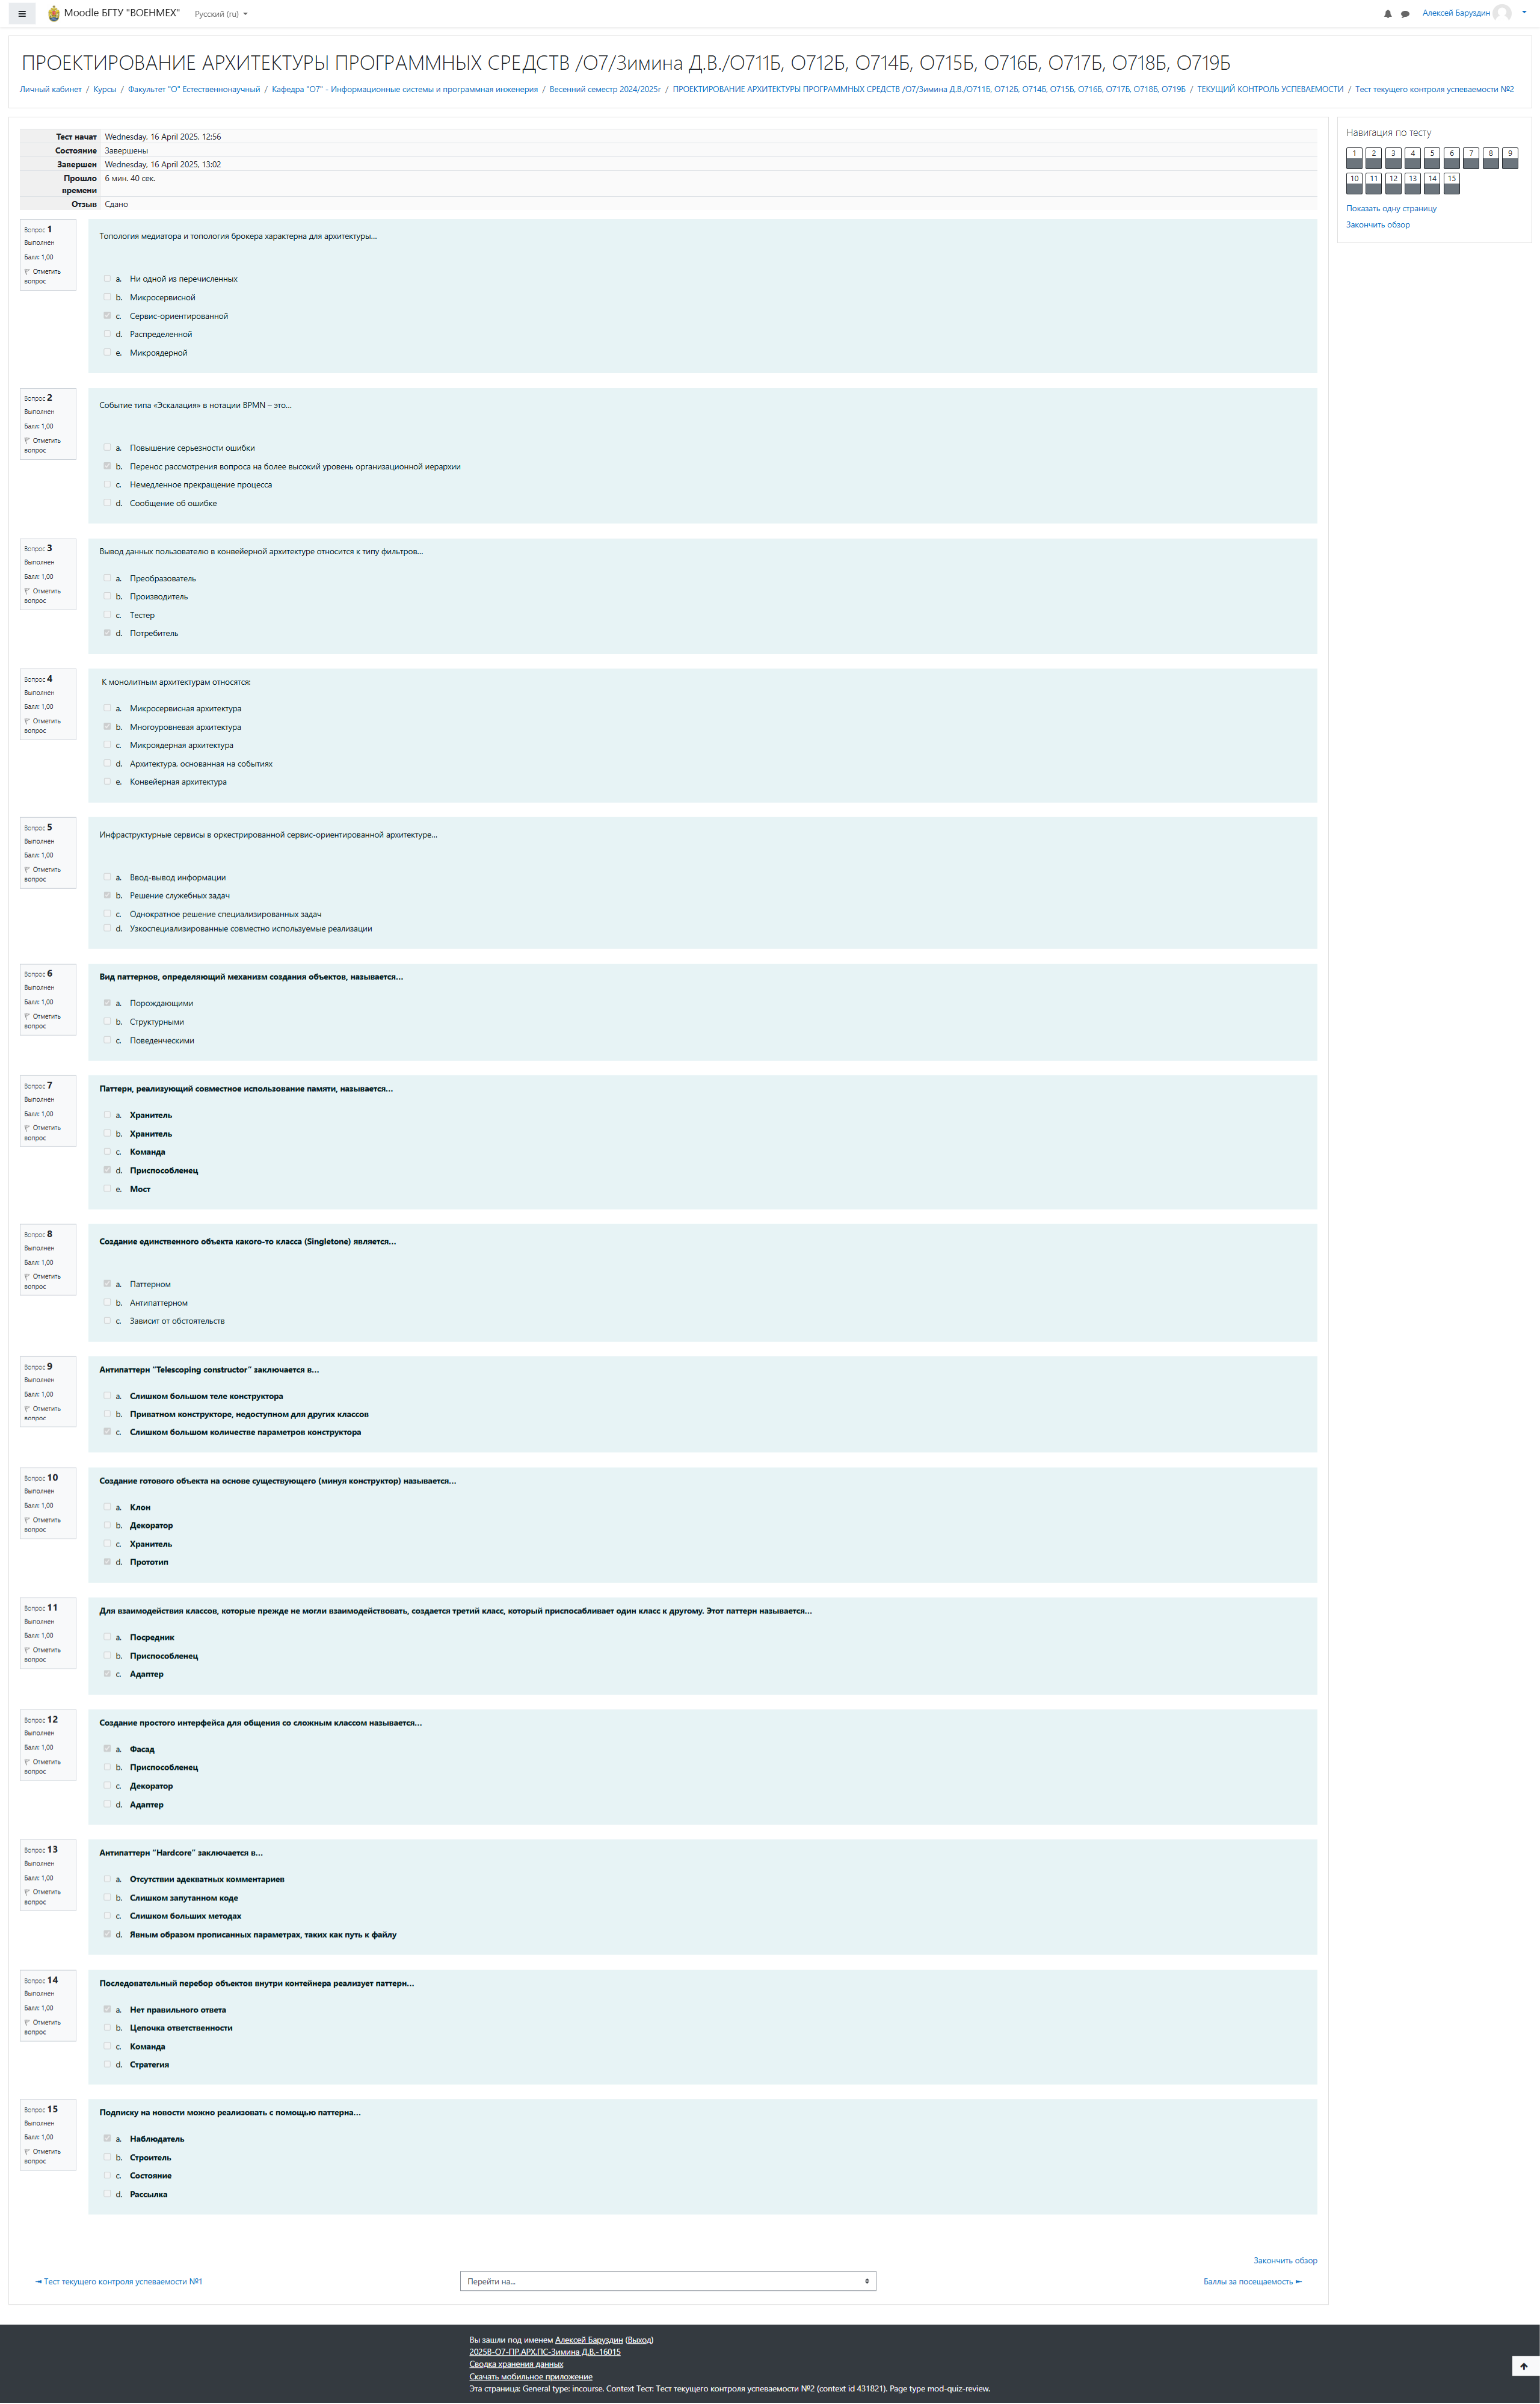 Moodle БГТУ "ВОЕНМЕХ" Русский (ru) Алексей Баруздин
ПРОЕКТИРОВАНИЕ АРХИТЕКТУРЫ ПРОГРАММНЫХ СРЕДСТВ /О7/Зимина Д.В./О711Б, О712Б, О714Б, О715Б, О716Б, О717Б, О718Б, О719Б
Личный кабинет / Курсы / Факультет "О" Естественнонаучный / Кафедра "О7" - Информационные системы и программная инженерия / Весенний семестр 2024/2025г / ПРОЕКТИРОВАНИЕ АРХИТЕКТУРЫ ПРОГРАММНЫХ СРЕДСТВ /О7/Зимина Д.В./О711Б, О712Б, О714Б, О715Б, О716Б, О717Б, О718Б, О719Б / ТЕКУЩИЙ КОНТРОЛЬ УСПЕВАЕМОСТИ / Тест текущего контроля успеваемости №2
Тест начат Wednesday, 16 April 2025, 12:56
Состояние Завершены
Завершен Wednesday, 16 April 2025, 13:02
Прошло времени 6 мин. 40 сек.
Отзыв Сдано
Навигация по тесту
1 2 3 4 5 6 7 8 9
10 11 12 13 14 15
Показать одну страницу
Закончить обзор
Вопрос 1
Выполнен
Балл: 1,00
Отметить
вопрос
Топология медиатора и топология брокера характерна для архитектуры...
a. Ни одной из перечисленных
b. Микросервисной
c. Сервис-ориентированной
d. Распределенной
e. Микроядерной
Вопрос 2
Выполнен
Балл: 1,00
Отметить
вопрос
Событие типа «Эскалация» в нотации BPMN – это...
a. Повышение серьезности ошибки
b. Перенос рассмотрения вопроса на более высокий уровень организационной иерархии
c. Немедленное прекращение процесса
d. Сообщение об ошибке
Вопрос 3
Выполнен
Балл: 1,00
Отметить
вопрос
Вывод данных пользователю в конвейерной архитектуре относится к типу фильтров...
a. Преобразователь
b. Производитель
c. Тестер
d. Потребитель
Вопрос 4
Выполнен
Балл: 1,00
Отметить
вопрос
К монолитным архитектурам относятся:
a. Микросервисная архитектура
b. Многоуровневая архитектура
c. Микроядерная архитектура
d. Архитектура, основанная на событиях
e. Конвейерная архитектура
Вопрос 5
Выполнен
Балл: 1,00
Отметить
вопрос
Инфраструктурные сервисы в оркестрированной сервис-ориентированной архитектуре...
a. Ввод-вывод информации
b. Решение служебных задач
c. Однократное решение специализированных задач
d. Узкоспециализированные совместно используемые реализации
Вопрос 6
Выполнен
Балл: 1,00
Отметить
вопрос
Вид паттернов, определяющий механизм создания объектов, называется...
a. Порождающими
b. Структурными
c. Поведенческими
Вопрос 7
Выполнен
Балл: 1,00
Отметить
вопрос
Паттерн, реализующий совместное использование памяти, называется...
a. Хранитель
b. Хранитель
c. Команда
d. Приспособленец
e. Мост
Вопрос 8
Выполнен
Балл: 1,00
Отметить
вопрос
Создание единственного объекта какого-то класса (Singletone) является...
a. Паттерном
b. Антипаттерном
c. Зависит от обстоятельств
Вопрос 9
Выполнен
Балл: 1,00
Отметить
вопрос
Антипаттерн "Telescoping constructor" заключается в...
a. Слишком большом теле конструктора
b. Приватном конструкторе, недоступном для других классов
c. Слишком большом количестве параметров конструктора
Вопрос 10
Выполнен
Балл: 1,00
Отметить
вопрос
Создание готового объекта на основе существующего (минуя конструктор) называется...
a. Клон
b. Декоратор
c. Хранитель
d. Прототип
Вопрос 11
Выполнен
Балл: 1,00
Отметить
вопрос
Для взаимодействия классов, которые прежде не могли взаимодействовать, создается третий класс, который приспосабливает один класс к другому. Этот паттерн называется...
a. Посредник
b. Приспособленец
c. Адаптер
Вопрос 12
Выполнен
Балл: 1,00
Отметить
вопрос
Создание простого интерфейса для общения со сложным классом называется...
a. Фасад
b. Приспособленец
c. Декоратор
d. Адаптер
Вопрос 13
Выполнен
Балл: 1,00
Отметить
вопрос
Антипаттерн "Hardcore" заключается в...
a. Отсутствии адекватных комментариев
b. Слишком запутанном коде
c. Слишком больших методах
d. Явным образом прописанных параметрах, таких как путь к файлу
Вопрос 14
Выполнен
Балл: 1,00
Отметить
вопрос
Последовательный перебор объектов внутри контейнера реализует паттерн...
a. Нет правильного ответа
b. Цепочка ответственности
c. Команда
d. Стратегия
Вопрос 15
Выполнен
Балл: 1,00
Отметить
вопрос
Подписку на новости можно реализовать с помощью паттерна...
a. Наблюдатель
b. Строитель
c. Состояние
d. Рассылка
Закончить обзор
◄ Тест текущего контроля успеваемости №1
Перейти на...
Баллы за посещаемость ►
Вы зашли под именем Алексей Баруздин (Выход)
2025В-О7-ПР.АРХ.ПС-Зимина Д.В.-16015
Сводка хранения данных
Скачать мобильное приложение
Эта страница: General type: incourse. Context Тест: Тест текущего контроля успеваемости №2 (context id 431821). Page type mod-quiz-review.